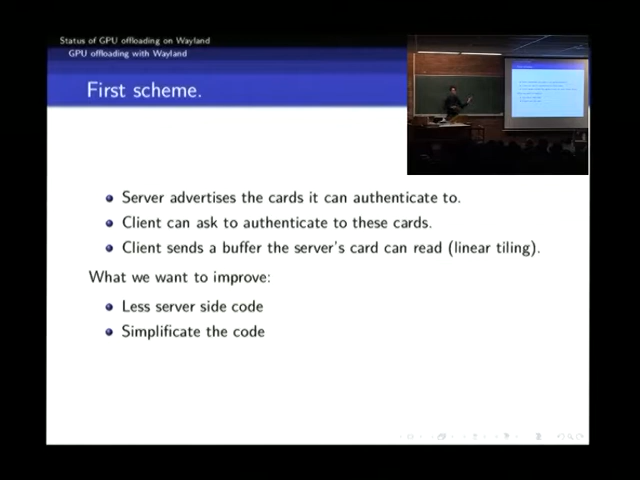 Status of GPU offloading on Wayland
GPU offloading with Wayland
First scheme.
Server advertises the cards it can authenticate to.
Client can ask to authenticate to these cards.
Client sends a buffer the server's card can read (linear tiling).
What we want to improve:
Less server side code
Simplificate the code